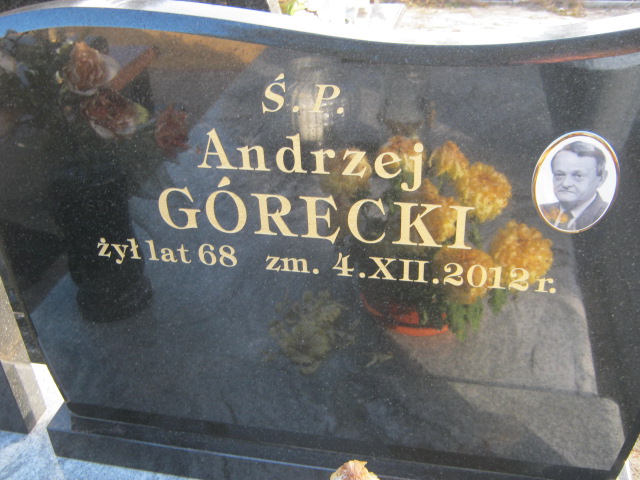 Ś.P.
Andrzej
GÓRECKI
żył lat 68 zm. 4.XII.2012 r.